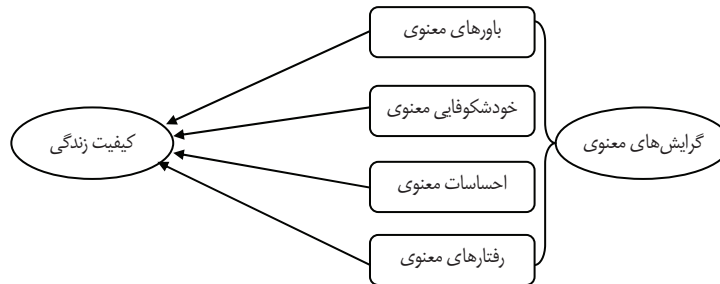 باورهای معنوی
خودشکوفایی معنوی
گرایش‌های معنوی
کیفیت زندگی
احساسات معنوی
رفتارهای معنوی